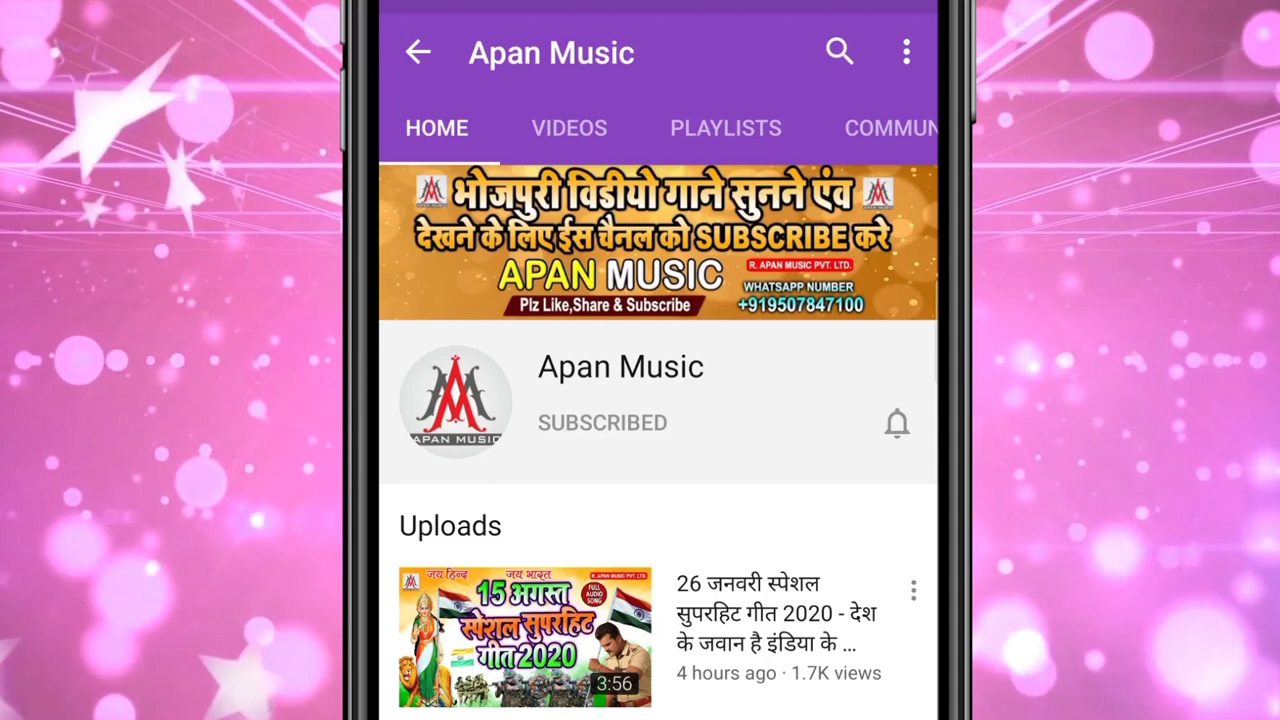 Apan Music
HOME VIDEOS PLAYLISTS COMMUN
भोजपुरी विडीयो गाने सुनने एंव
देखने के लिए ईस चैनल को SUBSCRIBE करे
APAN MUSIC
R. APAN MUSIC PVT. LTD.
WHATSAPP NUMBER
Plz Like,Share & Subscribe
+919507847100
Apan Music
SUBSCRIBED
APAN MUSIC
Uploads
जय हिन्द जय भारत
R. APAN MUSIC PVT. LTD
15 अगस्त
FULL
AUDIO
SONG
स्पेशल सुपरहिट
गीत 2020
3:56
26 जनवरी स्पेशल
सुपरहिट गीत 2020 - देश
के जवान है इंडिया के ...
4 hours ago · 1.7K views